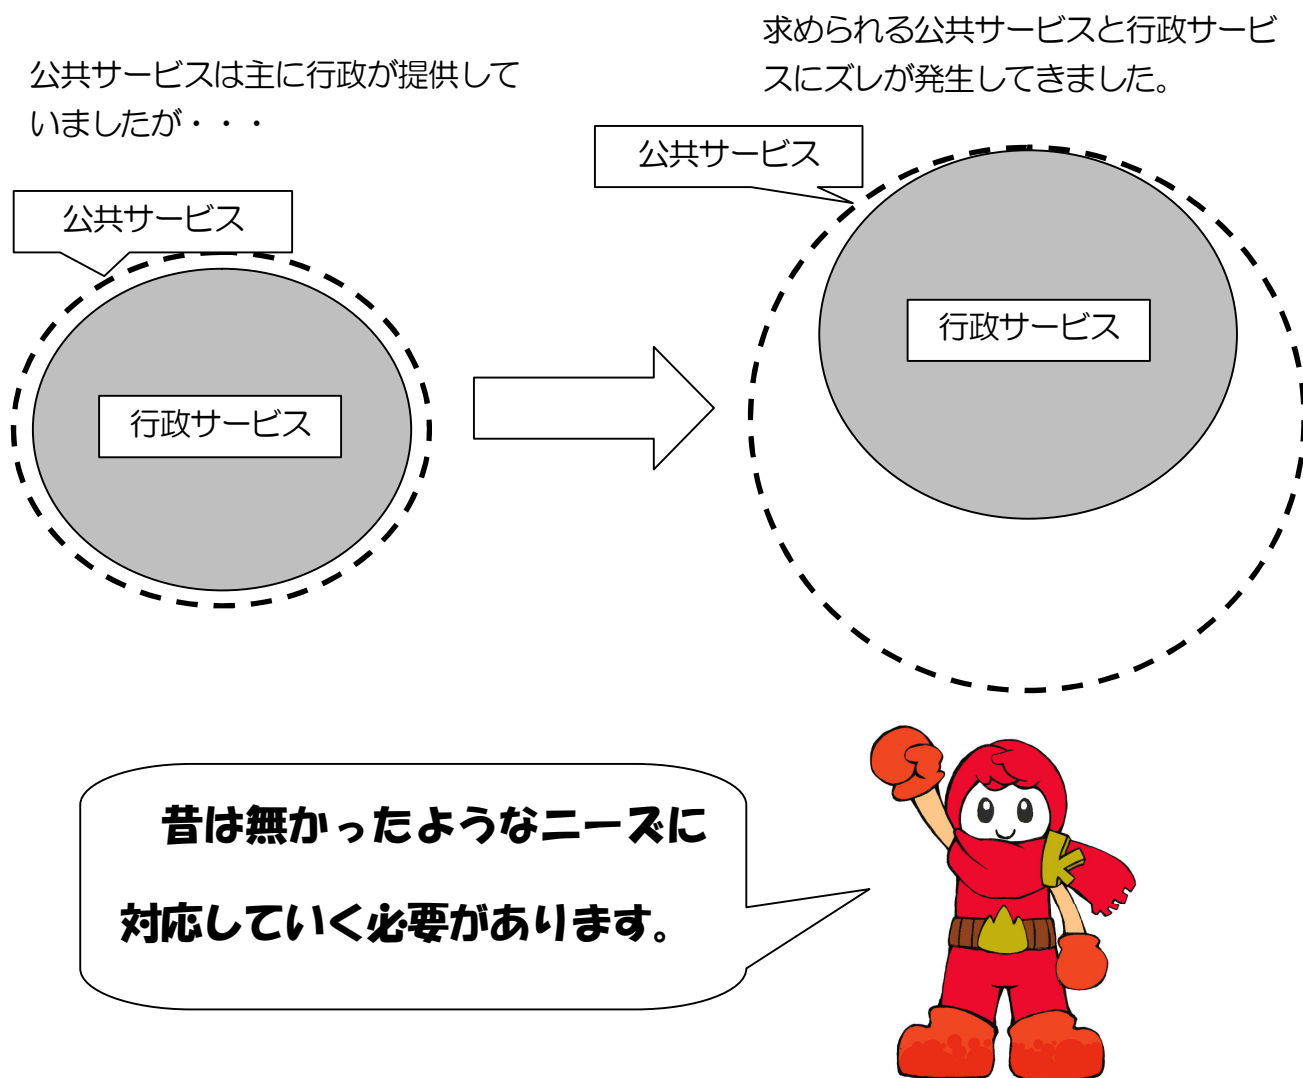 公共サービスは主に行政が提供して
いましたが・・・
公共サービス
行政サービス
求められる公共サービスと行政サービ
スにズレが発生してきました。
公共サービス
行政サービス
昔は無かったようなニーズに
対応していく必要があります。
K